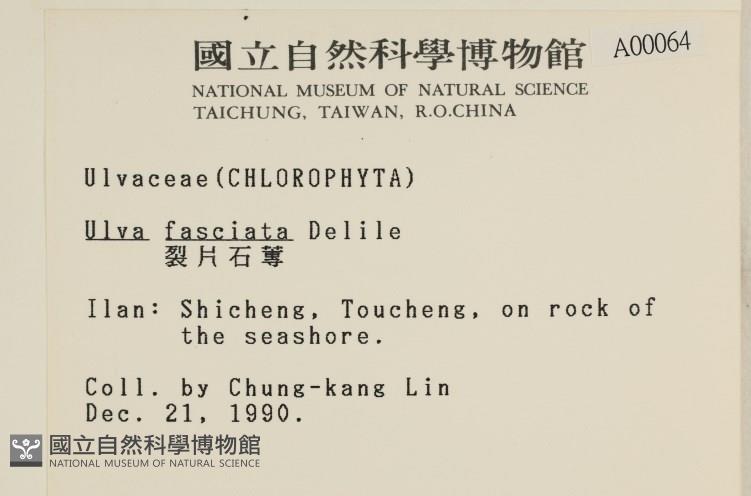 國立自然科學博物館
A00064
NATIONAL MUSEUM OF NATURAL SCIENCE
TAICHUNG, TAIWAN, R.O.CHINA
Ulvaceae(CHLOROPHYTA)
Ulva fasciata Delile
裂片石蓴
Ilan: Shicheng, Toucheng, on rock of
the seashore.
Coll. by Chung-kang Lin
Dec. 21, 1990.
國立自然科學博物館
NATIONAL MUSEUM OF NATURAL SCIENCE